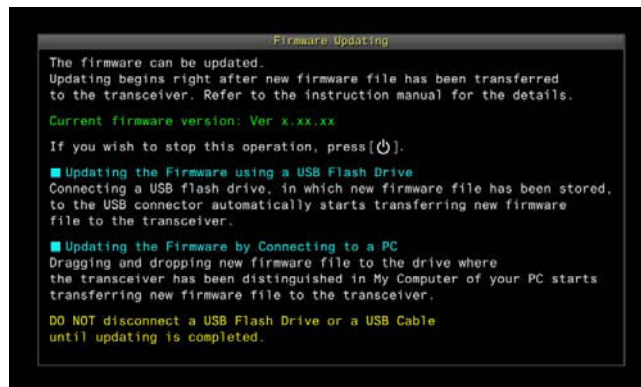 Firmware Updating
The firmware can be updated.
Updating begins right after new firmware file has been transferred
to the transceiver. Refer to the instruction manual for the details.
Current firmware version: Ver x.xx.xx
If you wish to stop this operation, press[⏻].
■ Updating the Firmware using a USB Flash Drive
Connecting a USB flash drive, in which new firmware file has been stored,
to the USB connector automatically starts transferring new firmware
file to the transceiver.
■ Updating the Firmware by Connecting to a PC
Dragging and dropping new firmware file to the drive where
the transceiver has been distinguished in My Computer of your PC starts
transferring new firmware file to the transceiver.
DO NOT disconnect a USB Flash Drive or a USB Cable
until updating is completed.